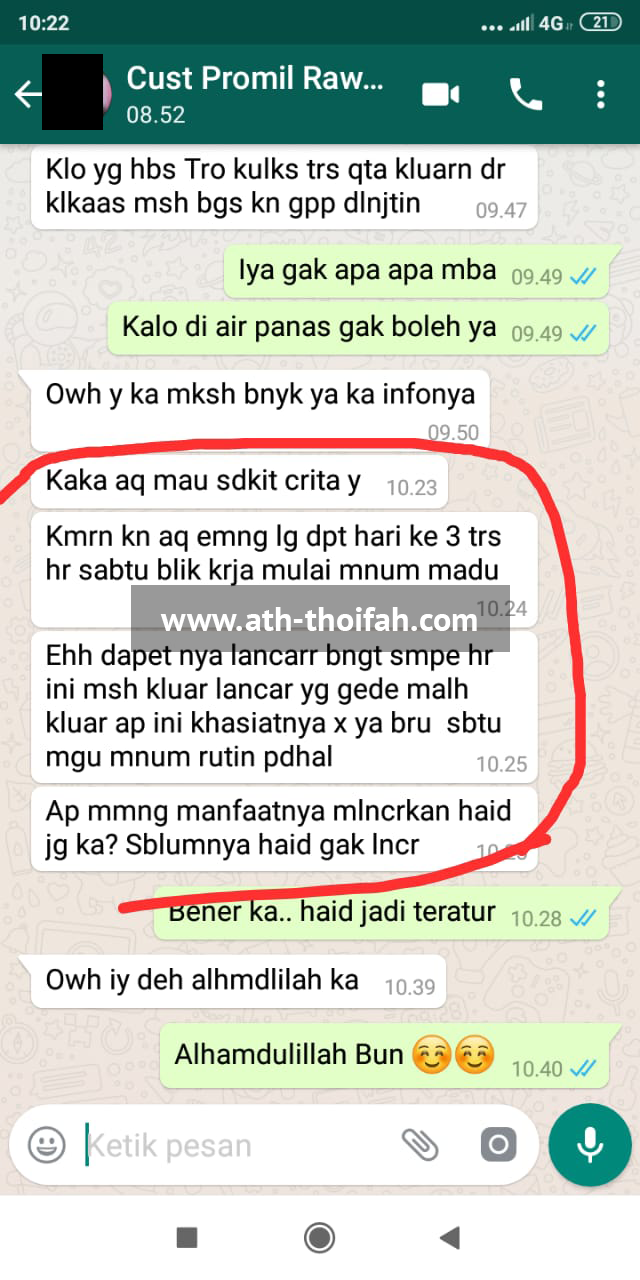 10:22
4G
21
Cust Promil Raw...
08.52
Klo yg hbs Tro kulks trs qta kluarn dr
klkaas msh bgs kn gpp dlnjtin
09.47
Iya gak apa apa mba
09.49
Kalo di air panas gak boleh ya
09.49
Owh y ka mksh bnyk ya ka infonya
09.50
Kaka aq mau sdkit crita y
10.23
Kmrn kn aq emng lg dpt hari ke 3 trs
hr sabtu blik krja mulai mnum madu
10.24
www.ath-thoifah.com
Ehh dapet nya lancarr bngt smpe hr
ini msh kluar lancar yg gede malh
kluar ap ini khasiatnya x ya bru sbtu
mgu mnum rutin pdhal
10.25
Ap mmng manfaatnya mlncrkan haid
jg ka? Sblumnya haid gak lncr
Bener ka.. haid jadi teratur
10.28
Owh iy deh alhmdlilah ka
10.39
Alhamdulillah Bun ☺️☺️
10.40
Ketik pesan